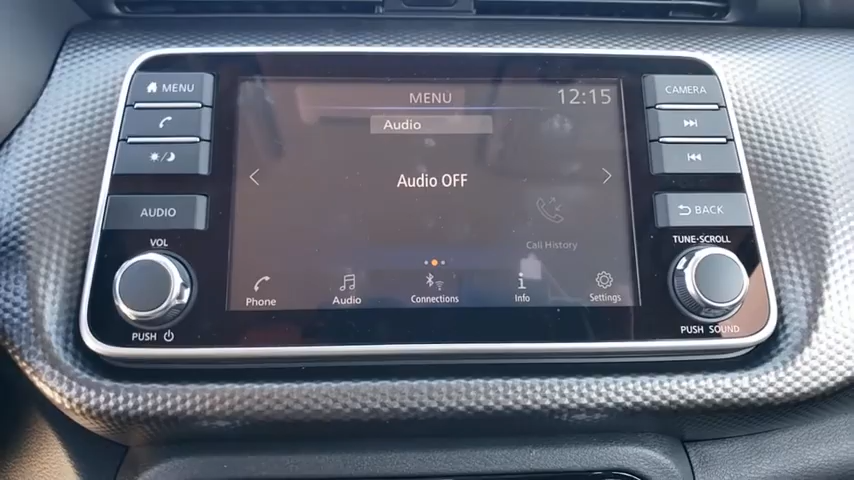 MENU
MENU
12:15
CAMERA
Audio
Audio OFF
AUDIO
BACK
VOL
Call History
TUNE·SCROLL
Phone
Audio
Connections
Info
Settings
PUSH
PUSH SOUND